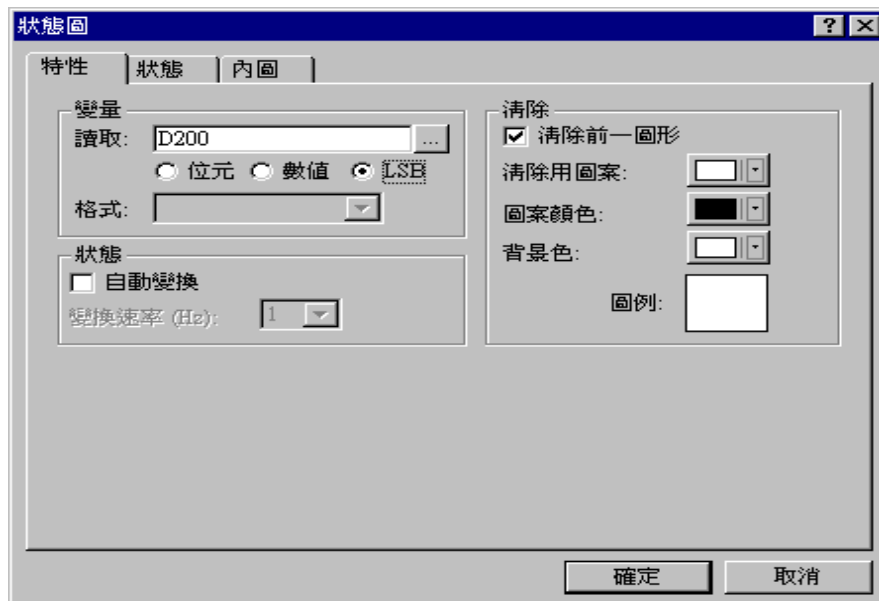 狀態圖
特性 狀態 內圖
變量
讀取: D200 ...
位元 數值 LSB
格式:
狀態
自動變換
變換速率 (Hz): 1
清除
清除前一圖形
清除用圖案:
圖案顏色:
背景色:
圖例:
確定 取消